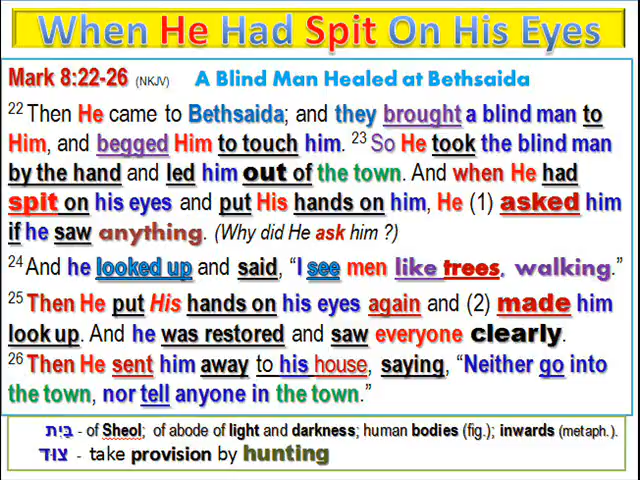 When He Had Spit On His Eyes
Mark 8:22-26 (NKJV) A Blind Man Healed at Bethsaida
22 Then He came to Bethsaida; and they brought a blind man to
Him, and begged Him to touch him. 23 So He took the blind man
by the hand and led him out of the town. And when He had
spit on his eyes and put His hands on him, He (1) asked him
if he saw anything. (Why did He ask him ?)
24 And he looked up and said, “I see men like trees, walking.”
25 Then He put His hands on his eyes again and (2) made him
look up. And he was restored and saw everyone clearly.
26 Then He sent him away to his house, saying, “Neither go into
the town, nor tell anyone in the town.”
בַּיִת - of Sheol; of abode of light and darkness; human bodies (fig.); inwards (metaph.).
צוּד - take provision by hunting